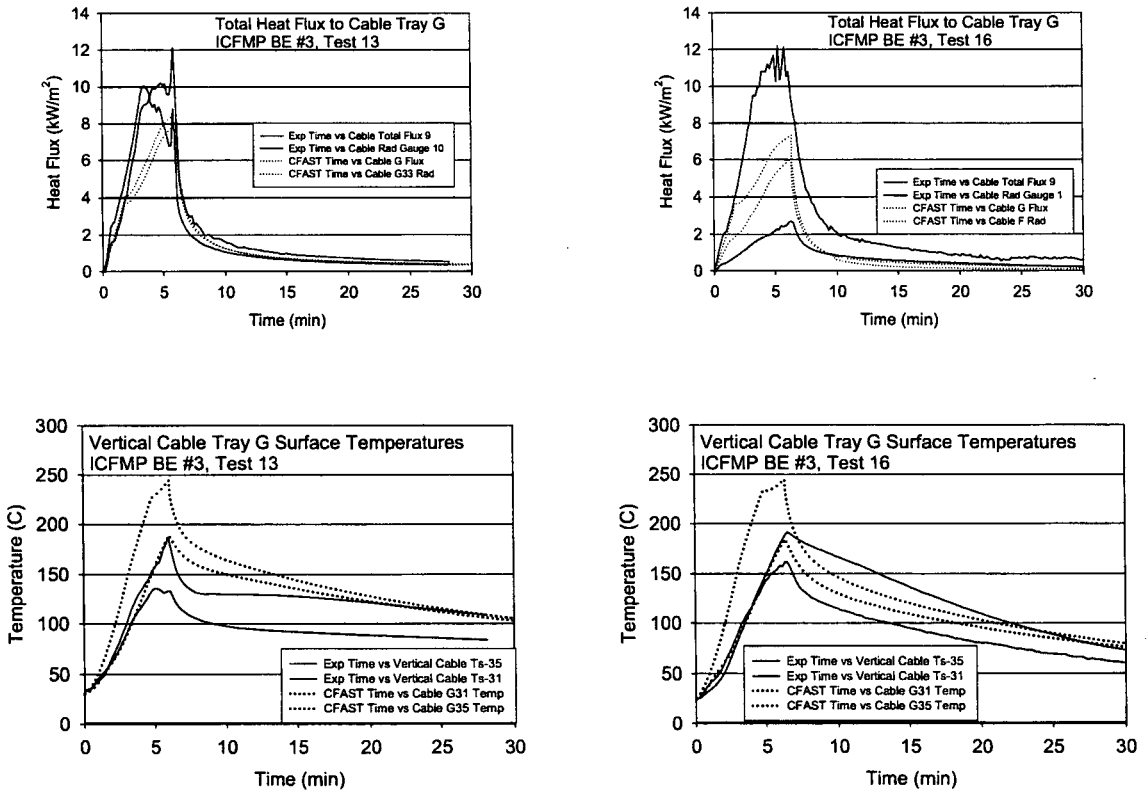 Total Heat Flux to Cable Tray G
ICFMP BE #3, Test 13
Heat Flux (kW/m²)
14
12
10
8
6
4
2
0
Exp Time vs Cable Total Flux 9
Exp Time vs Cable Rad Gauge 10
CFAST Time vs Cable G Flux
CFAST Time vs Cable G33 Rad
0 5 10 15 20 25 30
Time (min)
Total Heat Flux to Cable Tray G
ICFMP BE #3, Test 16
Heat Flux (kW/m²)
14
12
10
8
6
4
2
0
Exp Time vs Cable Total Flux 9
Exp Time vs Cable Rad Gauge 1
CFAST Time vs Cable G Flux
CFAST Time vs Cable F Rad
0 5 10 15 20 25 30
Time (min)
Vertical Cable Tray G Surface Temperatures
ICFMP BE #3, Test 13
Temperature (C)
300
250
200
150
100
50
0
Exp Time vs Vertical Cable Ts-35
Exp Time vs Vertical Cable Ts-31
CFAST Time vs Cable G31 Temp
CFAST Time vs Cable G35 Temp
0 5 10 15 20 25 30
Time (min)
Vertical Cable Tray G Surface Temperatures
ICFMP BE #3, Test 16
Temperature (C)
300
250
200
150
100
50
0
Exp Time vs Vertical Cable Ts-35
Exp Time vs Vertical Cable Ts-31
CFAST Time vs Cable G31 Temp
CFAST Time vs Cable G35 Temp
0 5 10 15 20 25 30
Time (min)